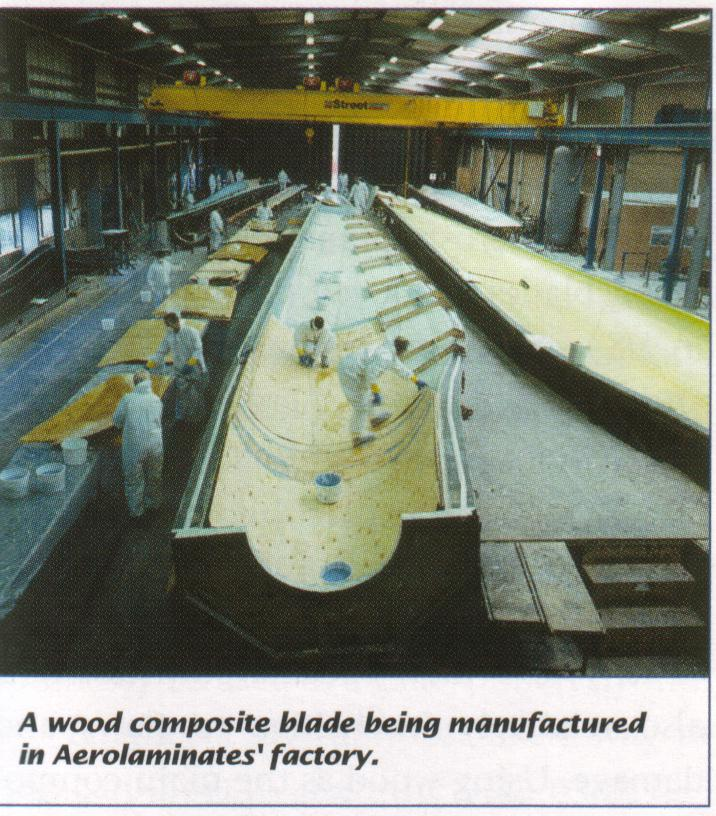 Street
A wood composite blade being manufactured
in Aerolaminates' factory.